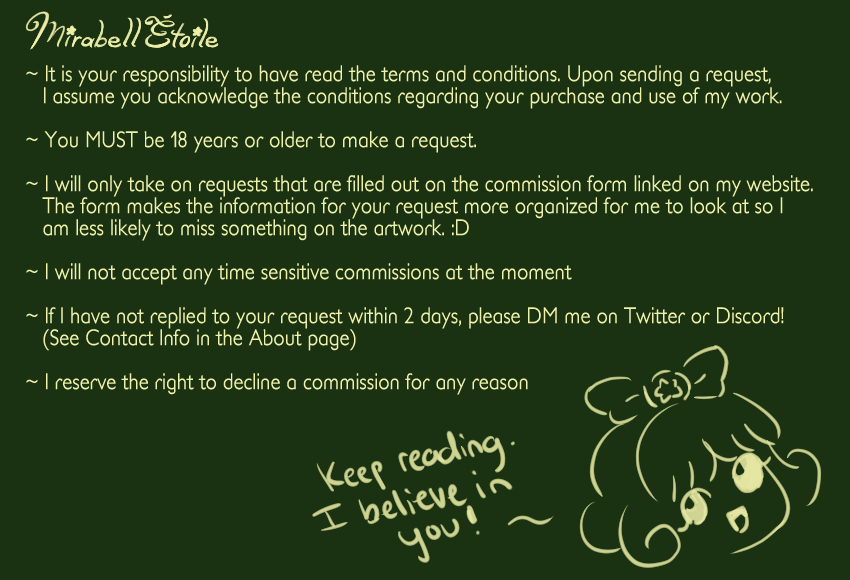 Mirabell Étoile
~ It is your responsibility to have read the terms and conditions. Upon sending a request,
I assume you acknowledge the conditions regarding your purchase and use of my work.
~ You MUST be 18 years or older to make a request.
~ I will only take on requests that are filled out on the commission form linked on my website.
The form makes the information for your request more organized for me to look at so I
am less likely to miss something on the artwork. :D
~ I will not accept any time sensitive commissions at the moment
~ If I have not replied to your request within 2 days, please DM me on Twitter or Discord!
(See Contact Info in the About page)
~ I reserve the right to decline a commission for any reason
Keep reading.
I believe in
you! ~